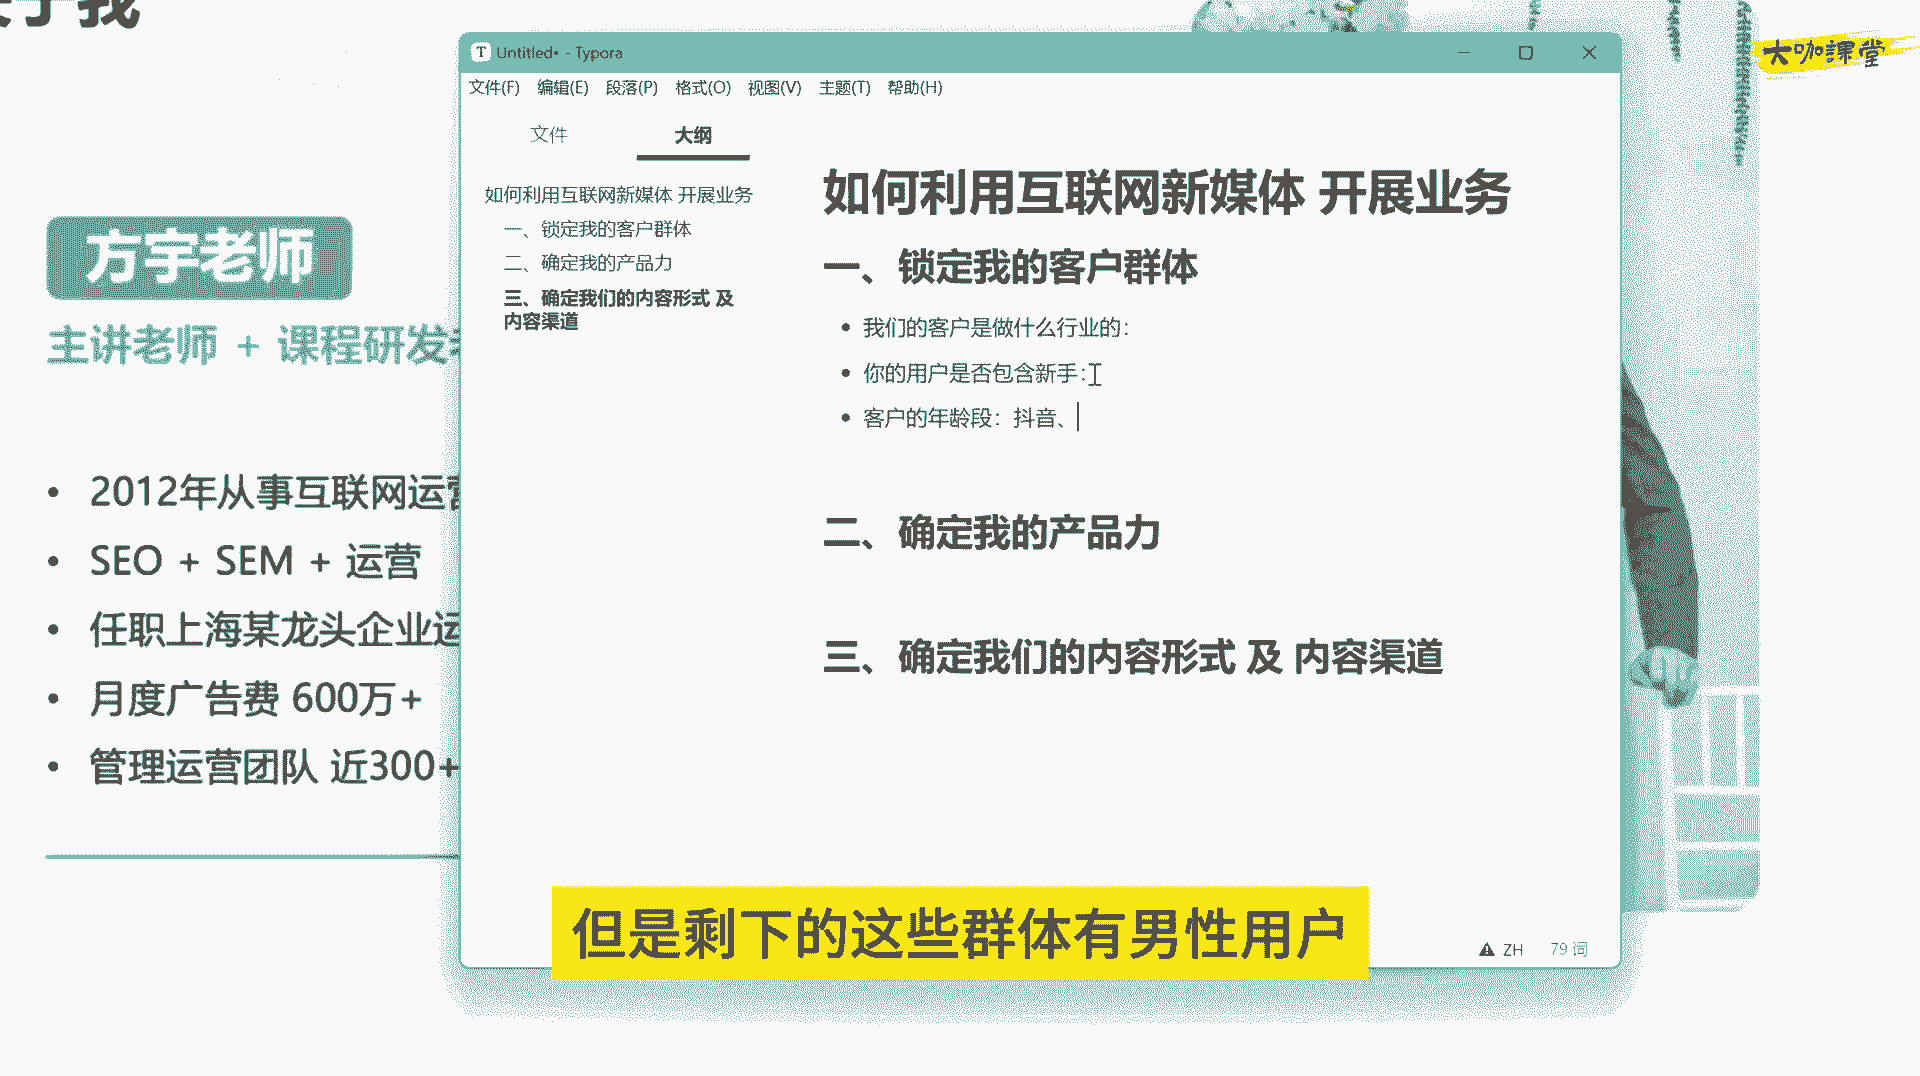 Untitled• - Typora
文件(F) 编辑(E) 段落(P) 格式(O) 视图(V) 主题(T) 帮助(H)
文件 大纲
如何利用互联网新媒体 开展业务
一、锁定我的客户群体
二、确定我的产品力
三、确定我们的内容形式 及
内容渠道
如何利用互联网新媒体 开展业务
一、锁定我的客户群体
• 我们的客户是做什么行业的：
• 你的用户是否包含新手：
• 客户的年龄段：抖音、
二、确定我的产品力
三、确定我们的内容形式 及 内容渠道
ZH 79 词
大咖課堂
方宇老师
主讲老师 + 课程研发
• 2012年从事互联网运营
• SEO + SEM + 运营
• 任职上海某龙头企业运
• 月度广告费 600万+
• 管理运营团队 近300+
但是剩下的这些群体有男性用户